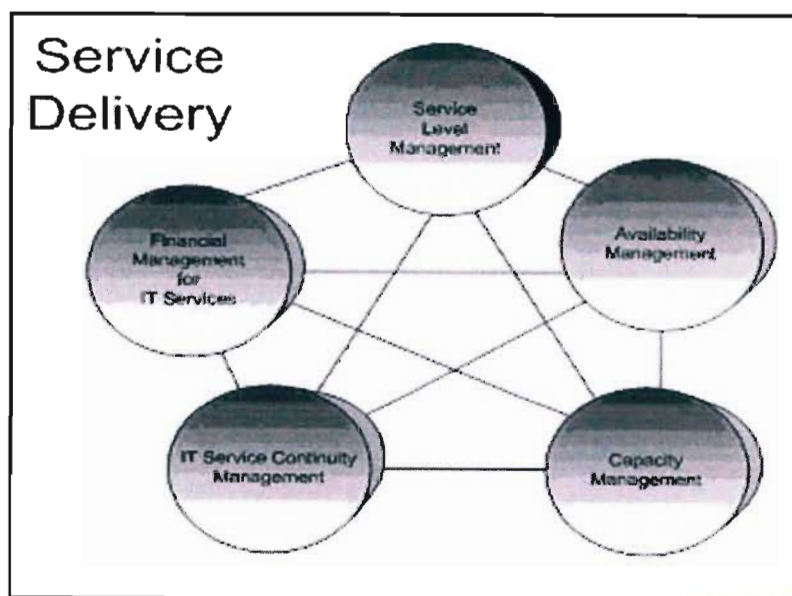 Service
Delivery
Service
Level
Management
Financial
Management
for
IT Services
Availability
Management
IT Service Continuity
Management
Capacity
Management